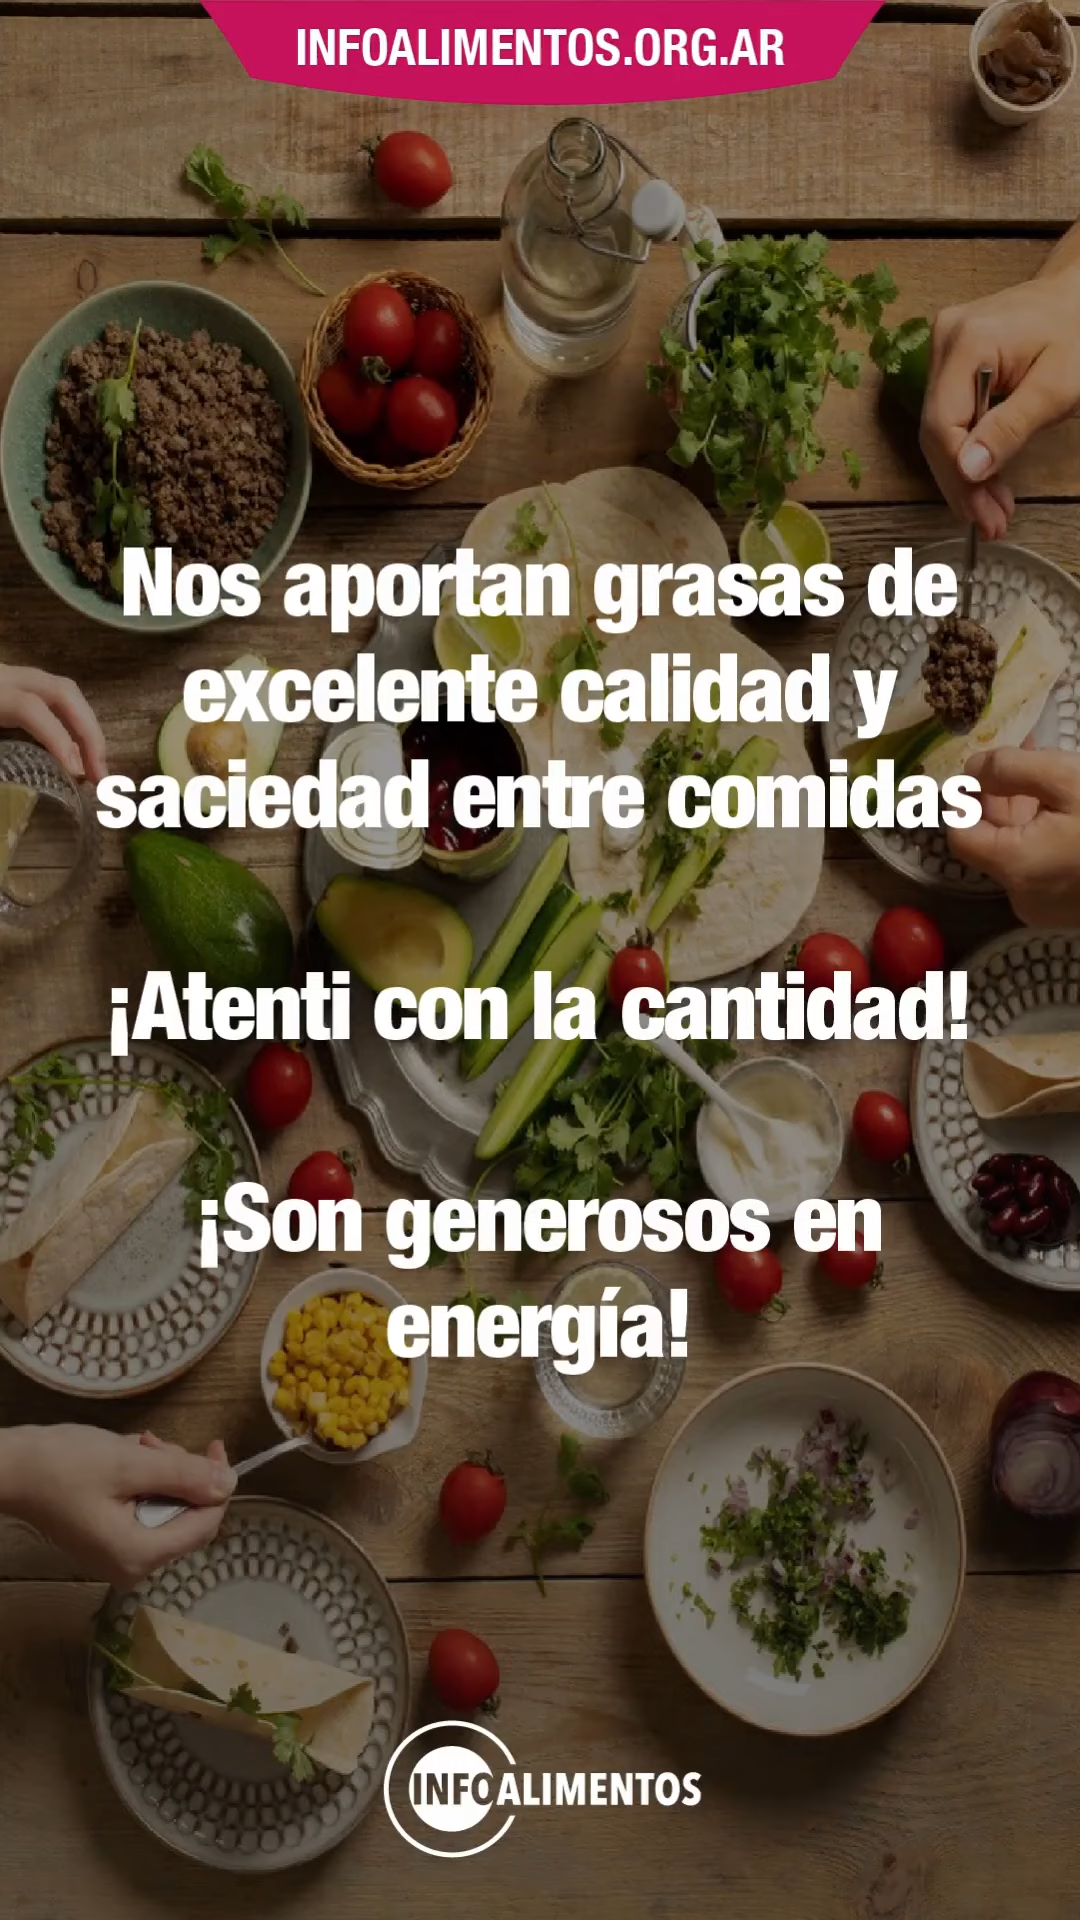 INFOALIMENTOS.ORG.AR
Nos aportan grasas de
excelente calidad y
saciedad entre comidas
¡Atenti con la cantidad!
¡Son generosos en
energía!
INFOALIMENTOS